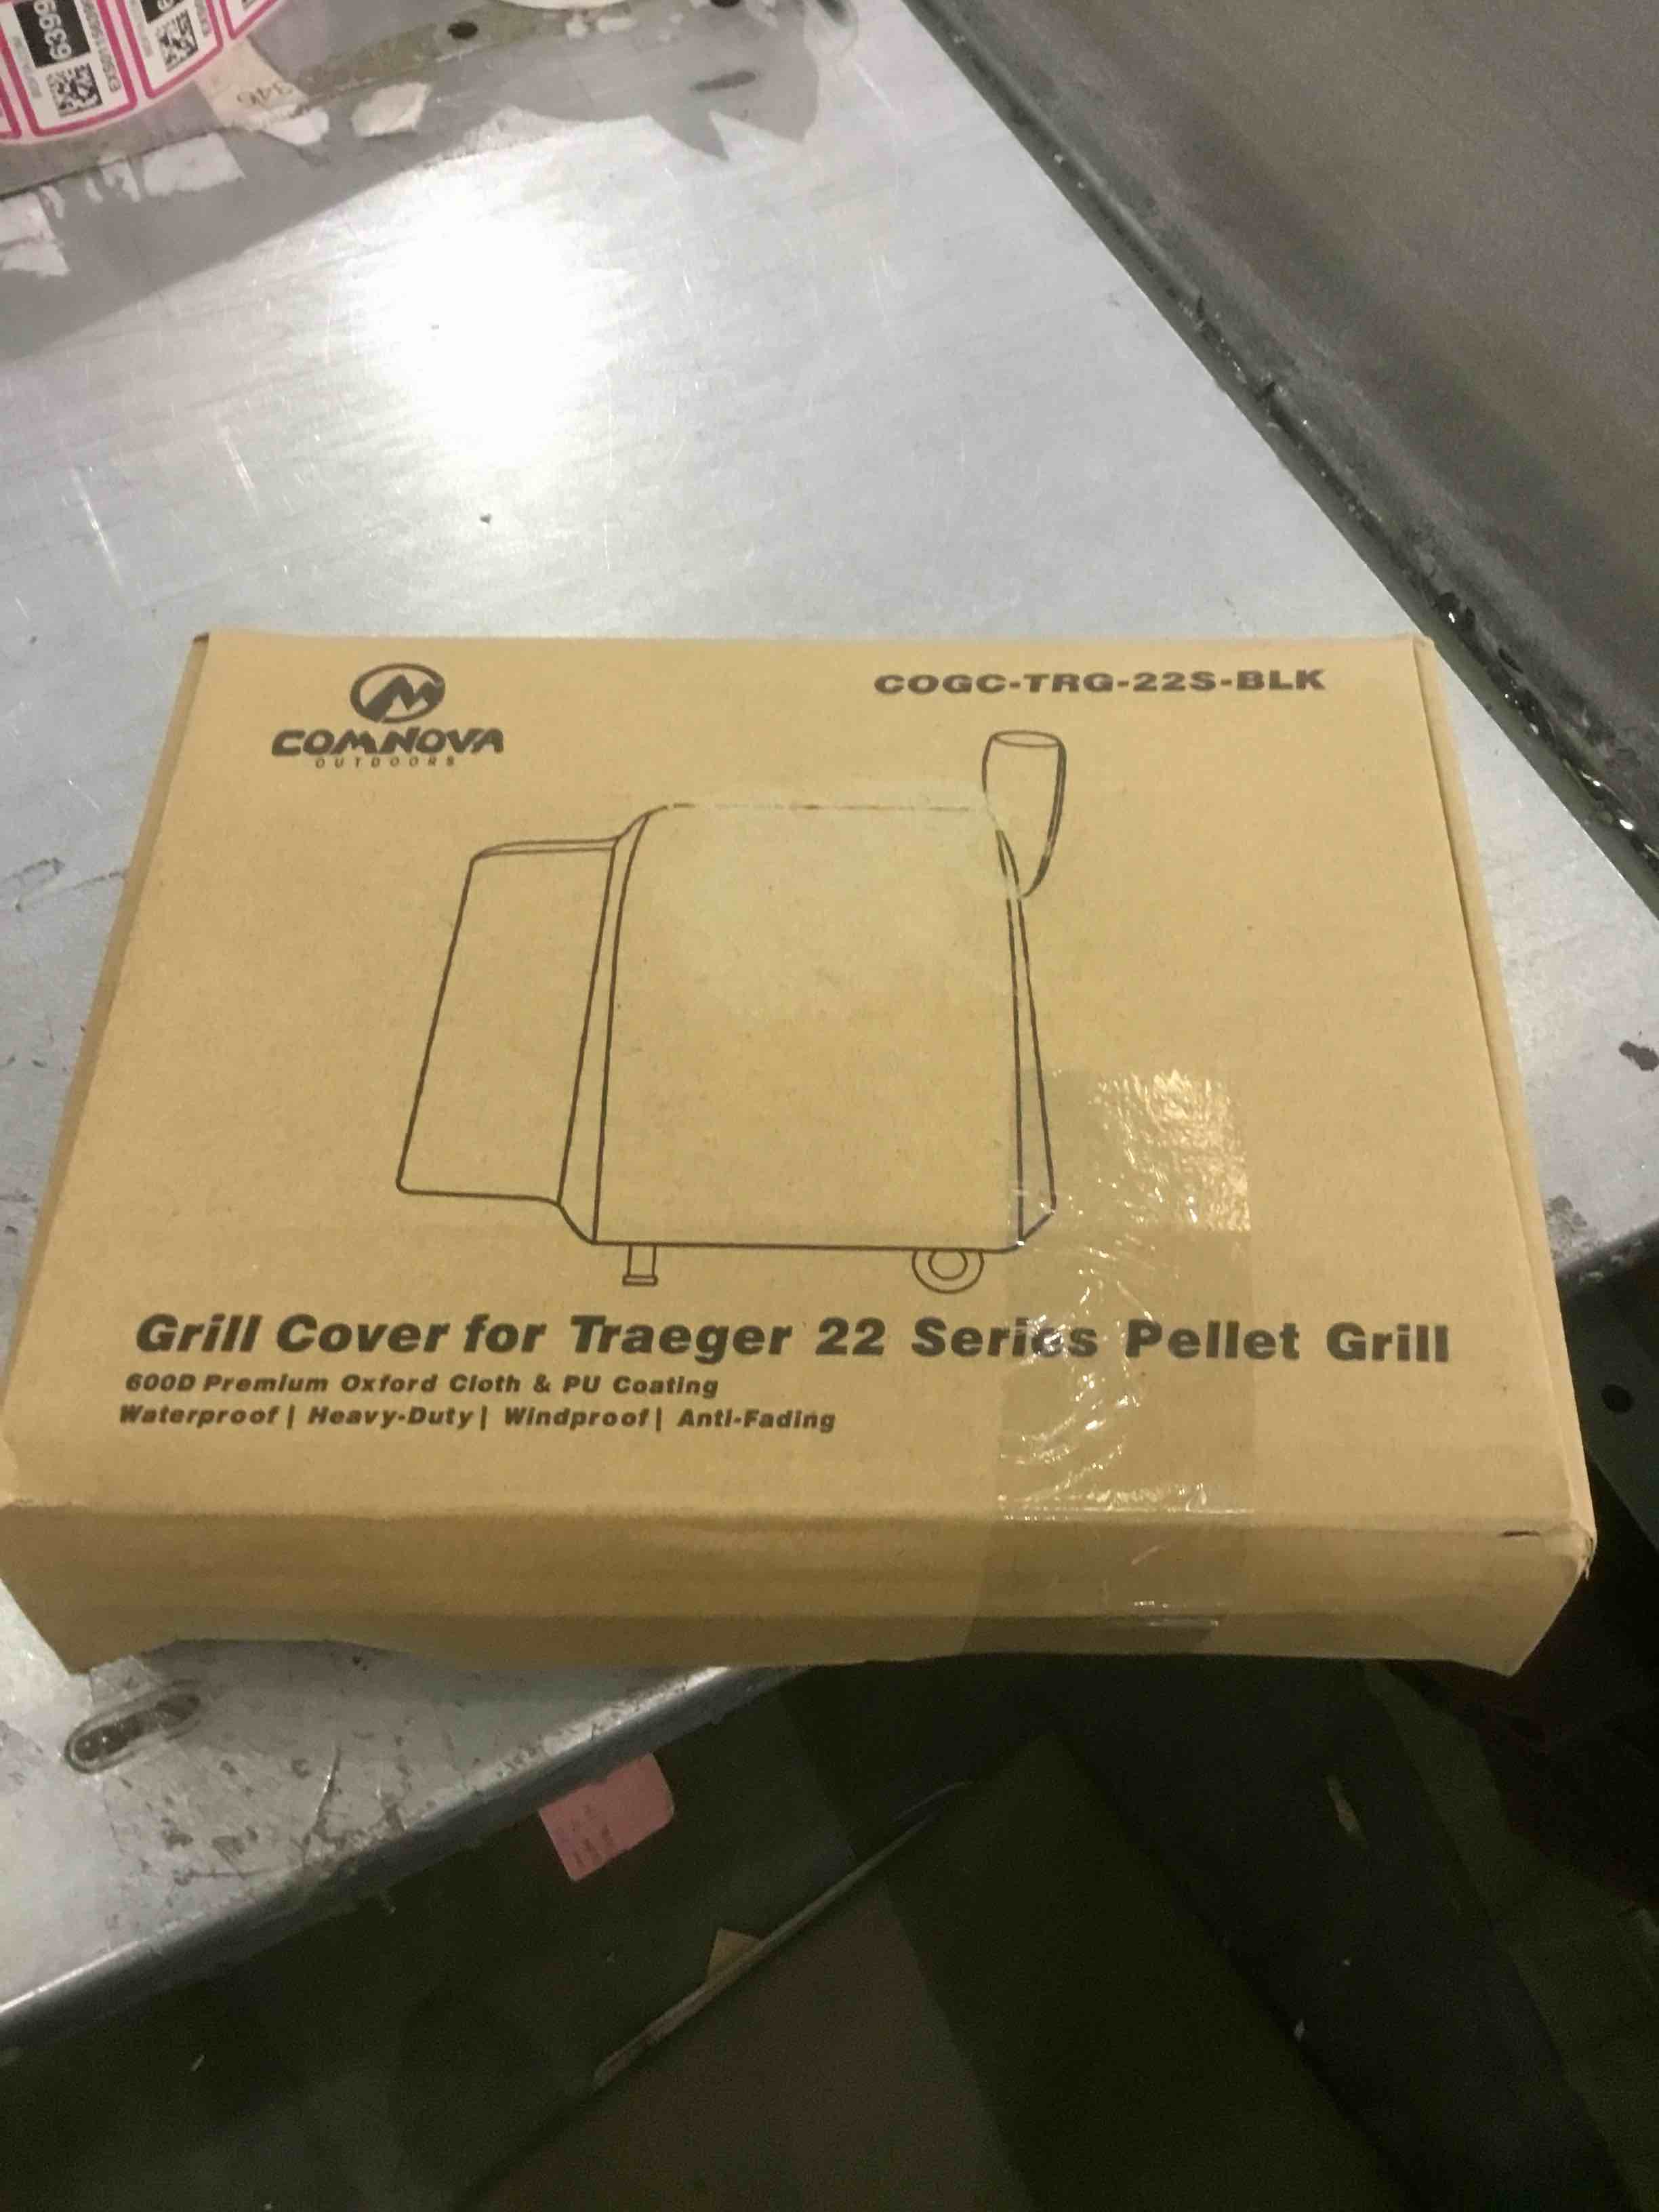 COMNOVA
OUTDOORS
COGC-TRG-22S-BLK
Grill Cover for Traeger 22 Series Pellet Grill
600D Premium Oxford Cloth & PU Coating
Waterproof | Heavy-Duty | Windproof | Anti-Fading